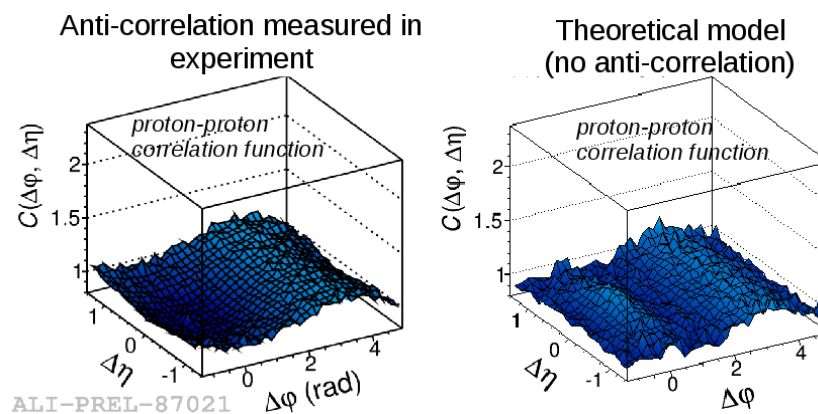 Anti-correlation measured in
experiment
proton-proton
correlation function
C(Δφ, Δη)
2
1.5
1
1
0
-1
Δη
0
2
4
Δφ (rad)
ALI-PREL-87021
Theoretical model
(no anti-correlation)
proton-proton
correlation function
C(Δφ, Δη)
2
1.5
1
1
0
-1
Δη
0
2
4
Δφ